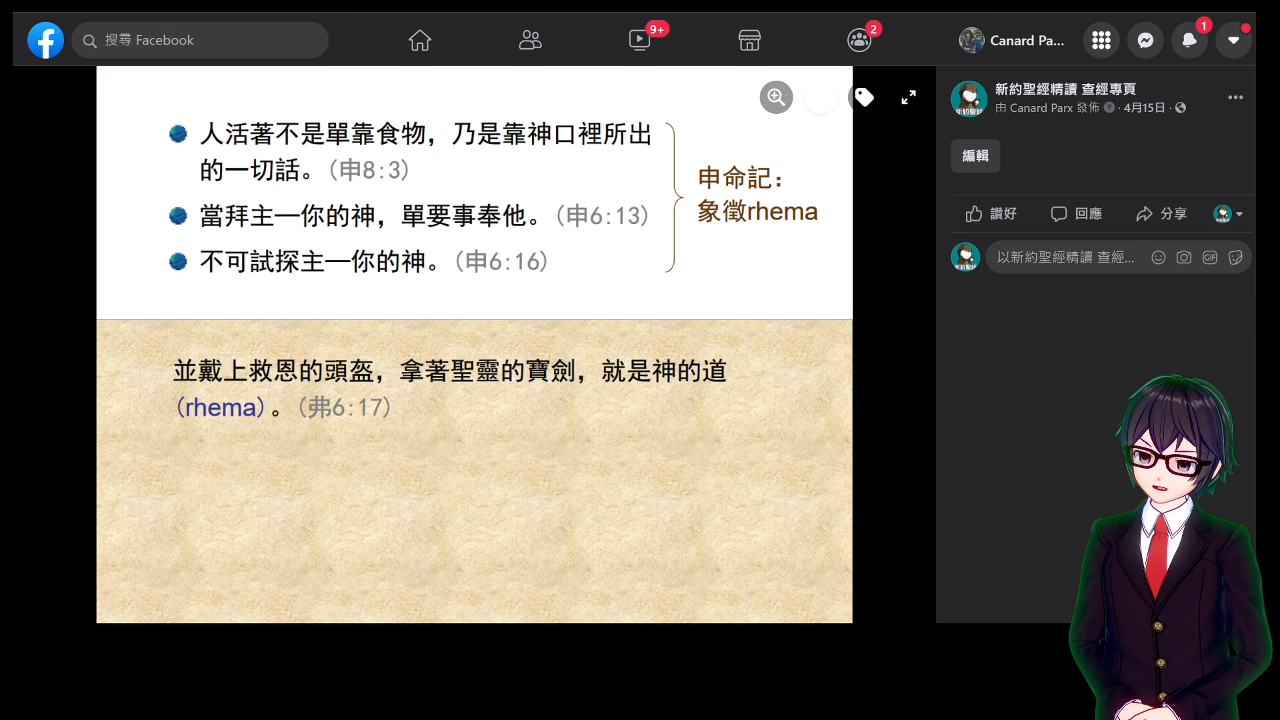 搜尋 Facebook
9+
2
Canard Pa...
1
人活著不是單靠食物，乃是靠神口裡所出
的一切話。(申8:3)
當拜主—你的神，單要事奉他。(申6:13)
不可試探主—你的神。(申6:16)
申命記：
象徵rhema
並戴上救恩的頭盔，拿著聖靈的寶劍，就是神的道
(rhema)。(弗6:17)
新約聖經精讀 查經專頁
由 Canard Parx 發佈 · 4月15日 ·
編輯
讚好
回應
分享
以新約聖經精讀 查經...
GIF